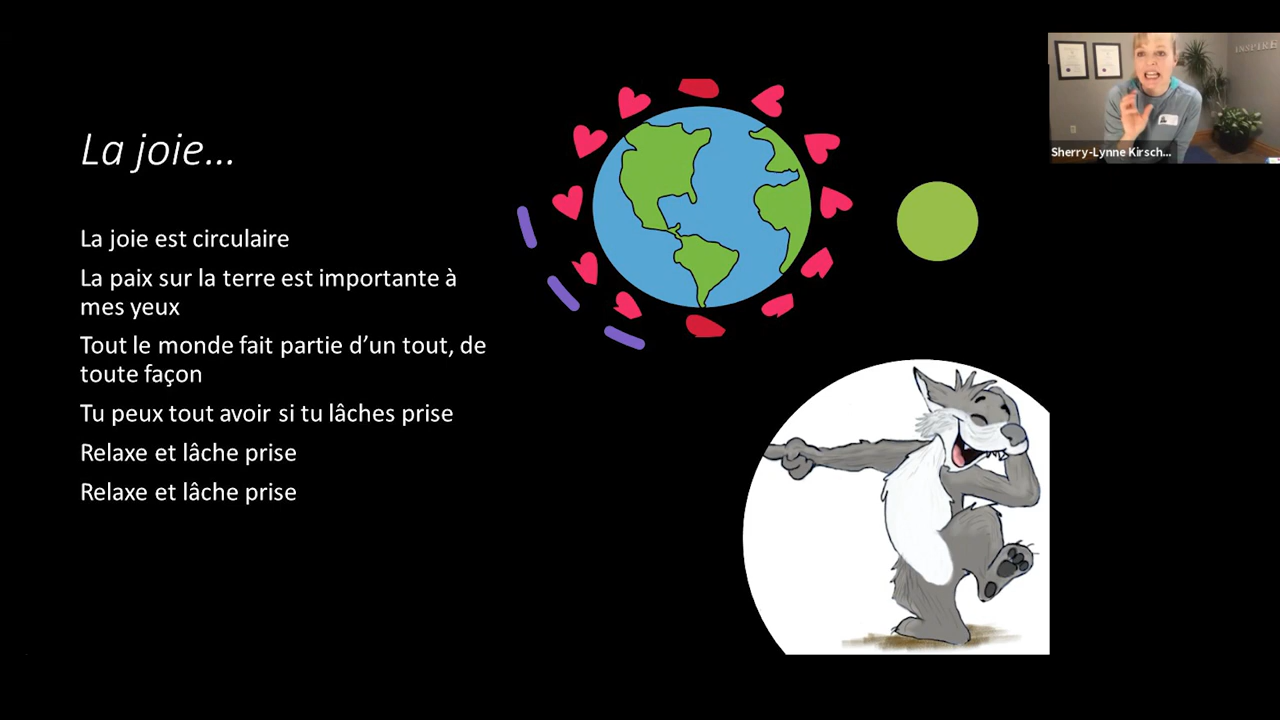 La joie...
La joie est circulaire
La paix sur la terre est importante à
mes yeux
Tout le monde fait partie d’un tout, de
toute façon
Tu peux tout avoir si tu lâches prise
Relaxe et lâche prise
Relaxe et lâche prise
INSPIRE
Sherry-Lynne Kirsch...